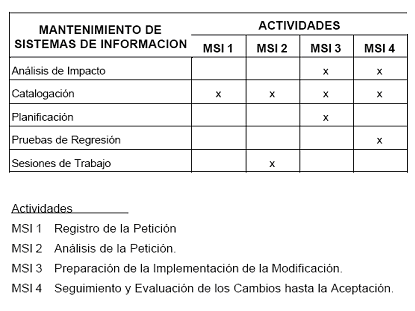 MANTENIMIENTO DE SISTEMAS DE INFORMACION ACTIVIDADES
MSI 1 MSI 2 MSI 3 MSI 4
Análisis de Impacto x x
Catalogación x x x x
Planificación x
Pruebas de Regresión x
Sesiones de Trabajo x
Actividades
MSI 1 Registro de la Petición
MSI 2 Análisis de la Petición.
MSI 3 Preparación de la Implementación de la Modificación.
MSI 4 Seguimiento y Evaluación de los Cambios hasta la Aceptación.